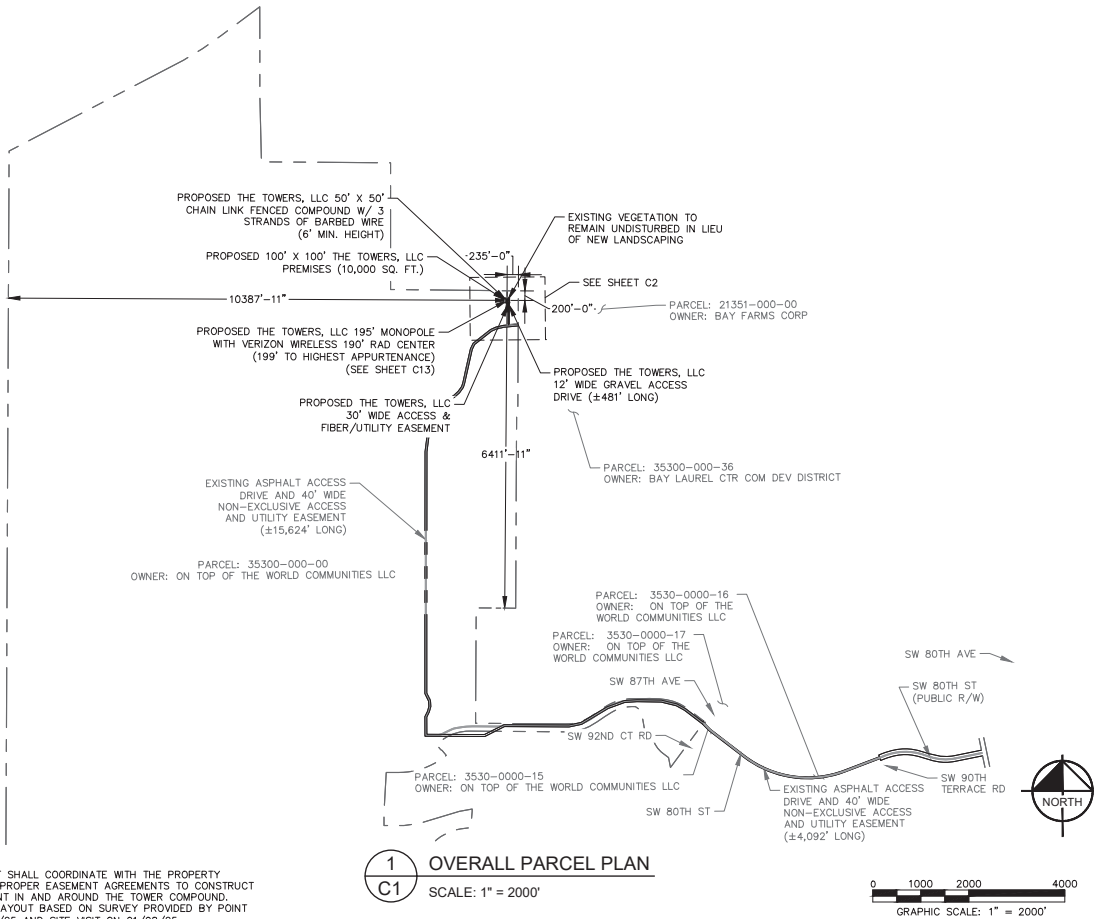 PROPOSED THE TOWERS, LLC 50' X 50'
CHAIN LINK FENCED COMPOUND W/ 3
STRANDS OF BARBED WIRE
(6' MIN. HEIGHT)
EXISTING VEGETATION TO
REMAIN UNDISTURBED IN LIEU
OF NEW LANDSCAPING
PROPOSED 100' X 100' THE TOWERS, LLC
PREMISES (10,000 SQ. FT.)
235'-0"
SEE SHEET C2
10387'-11"
200'-0"
PARCEL: 21351-000-00
OWNER: BAY FARMS CORP
PROPOSED THE TOWERS, LLC 195' MONOPOLE
WITH VERIZON WIRELESS 190' RAD CENTER
(199' TO HIGHEST APPURTENANCE)
(SEE SHEET C13)
PROPOSED THE TOWERS, LLC
12' WIDE GRAVEL ACCESS
DRIVE (±481' LONG)
PROPOSED THE TOWERS, LLC
30' WIDE ACCESS &
FIBER/UTILITY EASEMENT
6411'-11"
PARCEL: 35300-000-36
OWNER: BAY LAUREL CTR COM DEV DISTRICT
EXISTING ASPHALT ACCESS
DRIVE AND 40' WIDE
NON-EXCLUSIVE ACCESS
AND UTILITY EASEMENT
(±15,624' LONG)
PARCEL: 35300-000-00
OWNER: ON TOP OF THE WORLD COMMUNITIES LLC
PARCEL: 3530-0000-16
OWNER: ON TOP OF THE
WORLD COMMUNITIES LLC
PARCEL: 3530-0000-17
OWNER: ON TOP OF THE
WORLD COMMUNITIES LLC
SW 80TH AVE
SW 87TH AVE
SW 80TH ST
(PUBLIC R/W)
SW 92ND CT RD
PARCEL: 3530-0000-15
OWNER: ON TOP OF THE WORLD COMMUNITIES LLC
SW 80TH ST
EXISTING ASPHALT ACCESS
DRIVE AND 40' WIDE
NON-EXCLUSIVE ACCESS
AND UTILITY EASEMENT
(±4,092' LONG)
SW 90TH
TERRACE RD
NORTH
SHALL COORDINATE WITH THE PROPERTY
PROPER EASEMENT AGREEMENTS TO CONSTRUCT
IN AND AROUND THE TOWER COMPOUND.
BASED ON SURVEY PROVIDED BY POINT
1
C1
OVERALL PARCEL PLAN
SCALE: 1" = 2000'
0 1000 2000 4000
GRAPHIC SCALE: 1" = 2000'